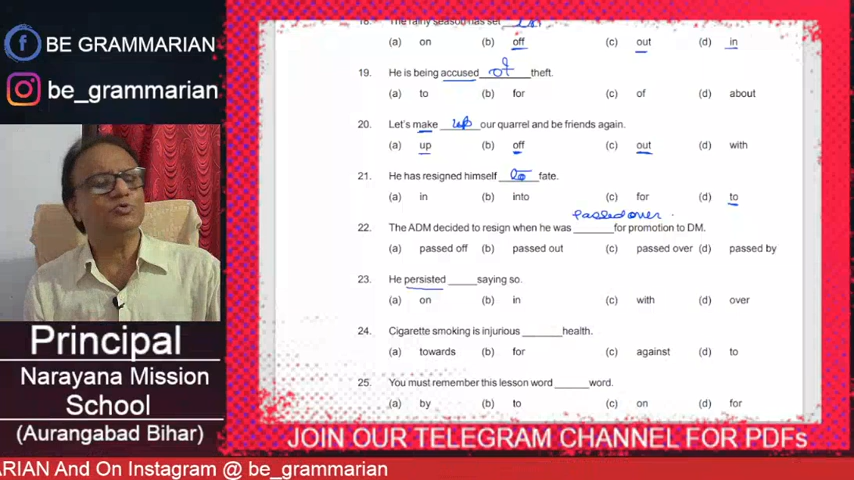 BE GRAMMARIAN
be_grammarian
Principal
Narayana Mission
School
(Aurangabad Bihar)
18. The rainy season has set in
(a) on (b) off (c) out (d) in
19. He is being accused of theft.
(a) to (b) for (c) of (d) about
20. Let's make up our quarrel and be friends again.
(a) up (b) off (c) out (d) with
21. He has resigned himself to fate.
(a) in (b) into (c) for (d) to
passed over
22. The ADM decided to resign when he was ______ for promotion to DM.
(a) passed off (b) passed out (c) passed over (d) passed by
23. He persisted _____ saying so.
(a) on (b) in (c) with (d) over
24. Cigarette smoking is injurious _______ health.
(a) towards (b) for (c) against (d) to
25. You must remember this lesson word ______ word.
(a) by (b) to (c) on (d) for
JOIN OUR TELEGRAM CHANNEL FOR PDFs
ARIAN And On Instagram @ be_grammarian